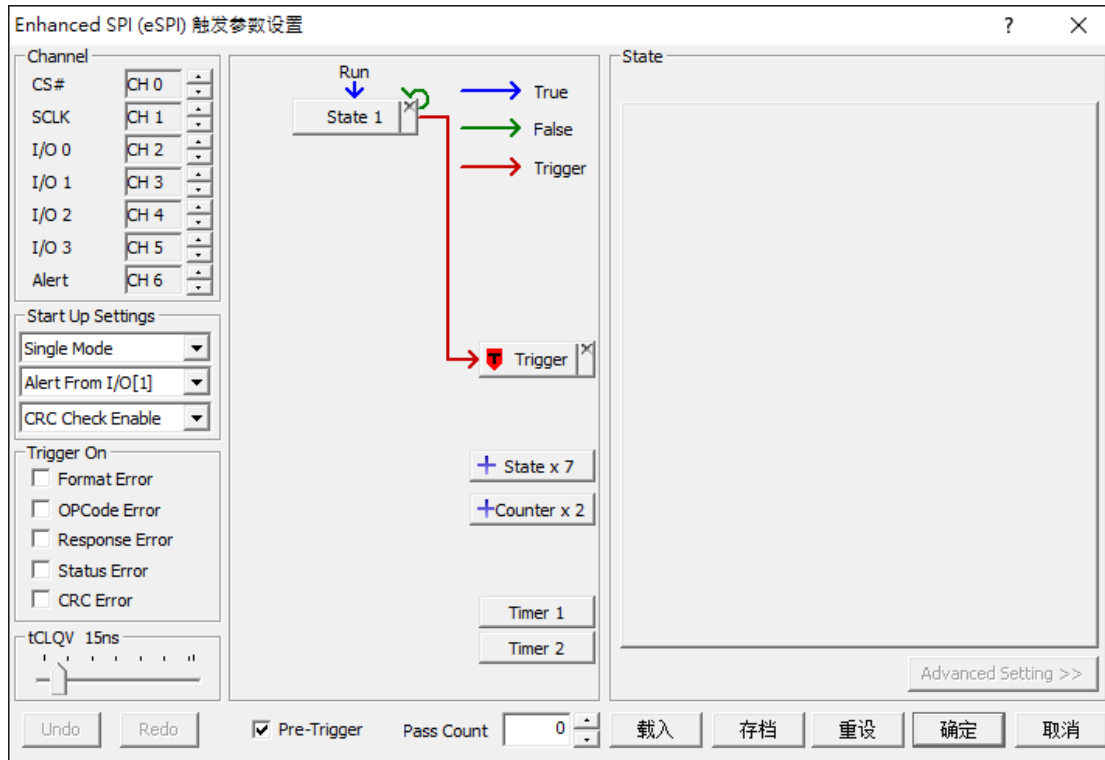 Enhanced SPI (eSPI) 触发参数设置
?
Channel
CS# CH 0
SCLK CH 1
I/O 0 CH 2
I/O 1 CH 3
I/O 2 CH 4
I/O 3 CH 5
Alert CH 6
Start Up Settings
Single Mode
Alert From I/O[1]
CRC Check Enable
Trigger On
Format Error
OPCode Error
Response Error
Status Error
CRC Error
tCLQV 15ns
Run
State 1
True
False
Trigger
T Trigger
+ State x 7
+Counter x 2
Timer 1
Timer 2
State
Advanced Setting >>
Undo Redo Pre-Trigger Pass Count 0 载入 存档 重设 确定 取消